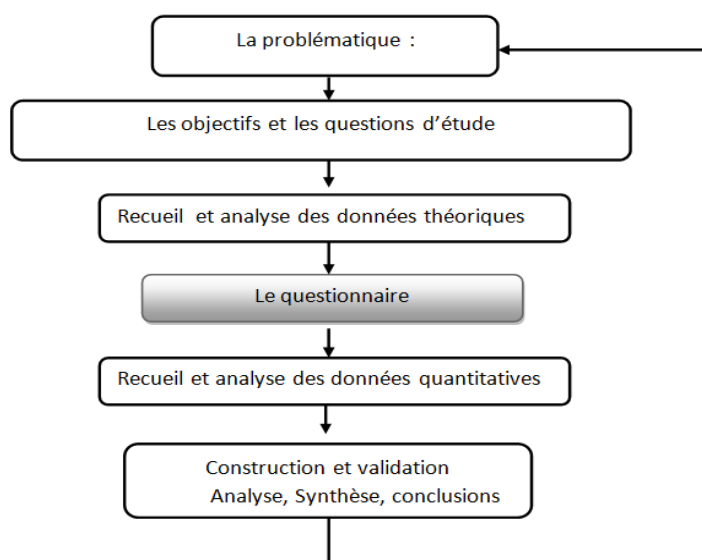 La problématique :
Les objectifs et les questions d'étude
Recueil et analyse des données théoriques
Le questionnaire
Recueil et analyse des données quantitatives
Construction et validation
Analyse, Synthèse, conclusions